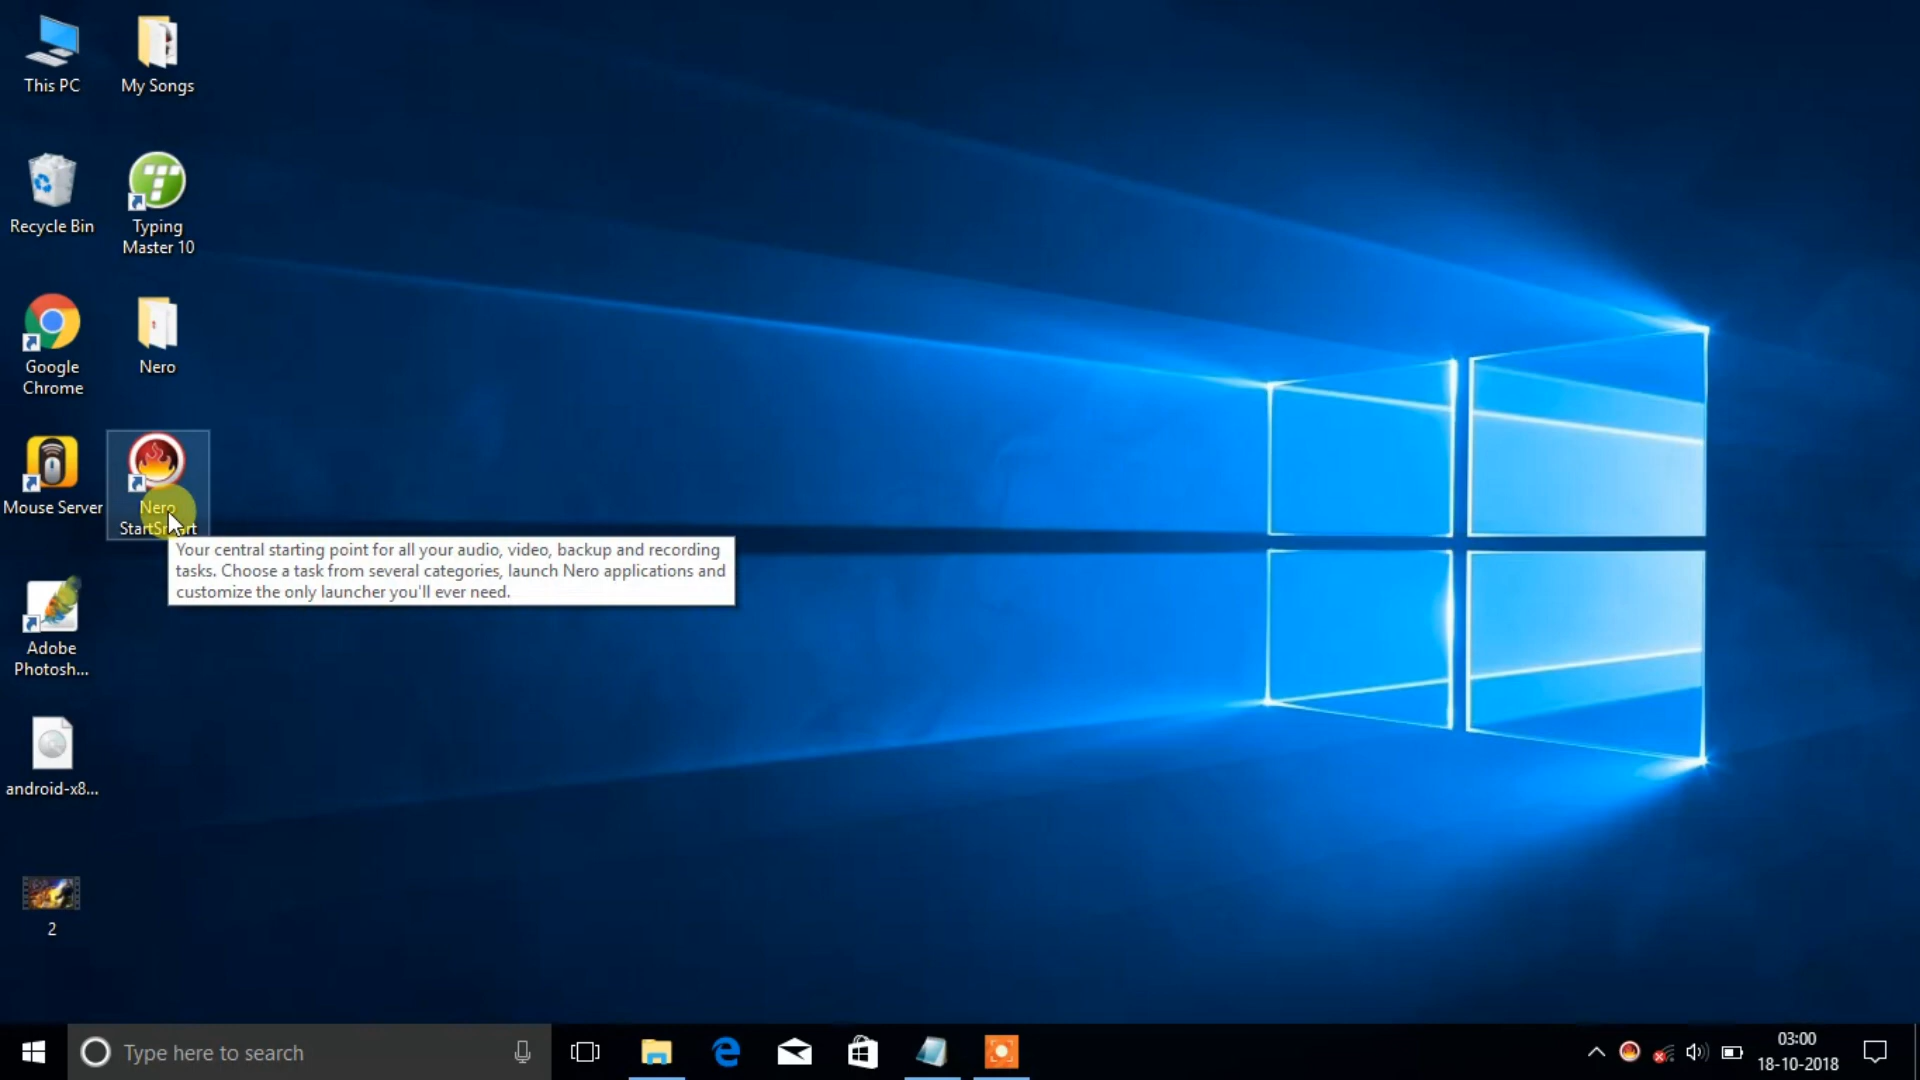 This PC
My Songs
Recycle Bin
Typing
Master 10
Google
Chrome
Nero
Mouse Server
Nero
StartSmart
Your central starting point for all your audio, video, backup and recording
tasks. Choose a task from several categories, launch Nero applications and
customize the only launcher you'll ever need.
Adobe
Photosh...
android-x8...
2
Type here to search
03:00
18-10-2018